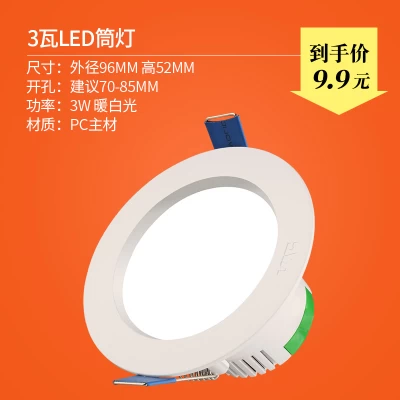 3瓦LED筒灯
尺寸：外径96MM 高52MM
开孔：建议70-85MM
功率：3W 暖白光
材质：PC主材
到手价
9.9元